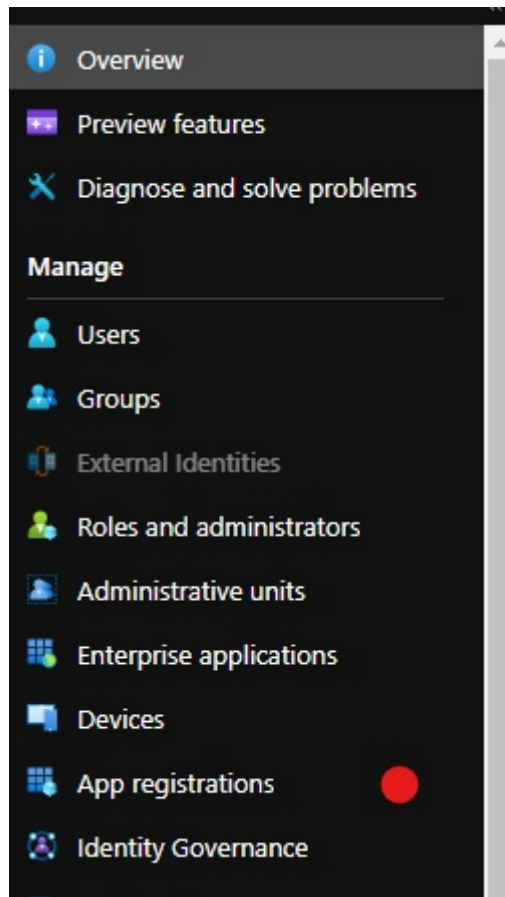 Overview
Preview features
Diagnose and solve problems
Manage
Users
Groups
External Identities
Roles and administrators
Administrative units
Enterprise applications
Devices
App registrations
Identity Governance